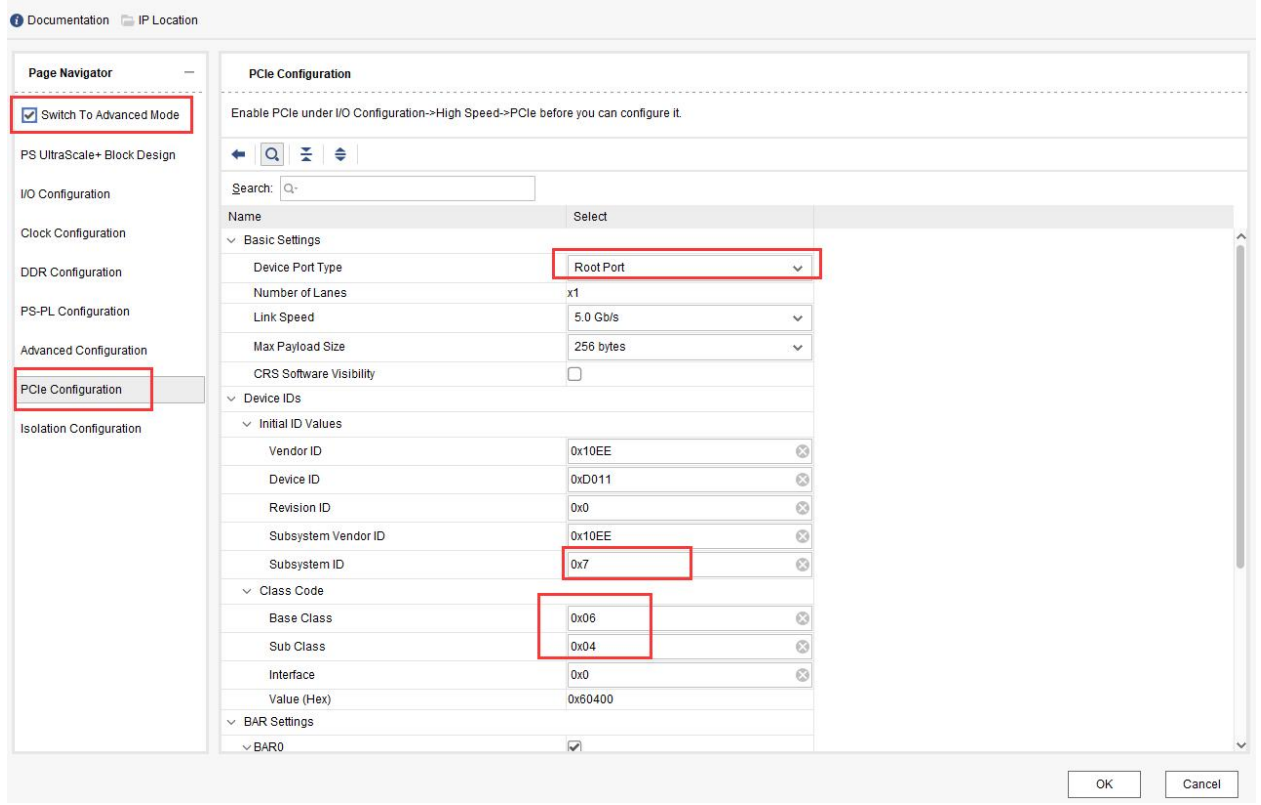 Documentation IP Location
Page Navigator
Switch To Advanced Mode
PS UltraScale+ Block Design
I/O Configuration
Clock Configuration
DDR Configuration
PS-PL Configuration
Advanced Configuration
PCIe Configuration
Isolation Configuration
PCIe Configuration
Enable PCIe under I/O Configuration->High Speed->PCIe before you can configure it.
Search:
Name Select
Basic Settings
Device Port Type Root Port
Number of Lanes x1
Link Speed 5.0 Gb/s
Max Payload Size 256 bytes
CRS Software Visibility
Device IDs
Initial ID Values
Vendor ID 0x10EE
Device ID 0xD011
Revision ID 0x0
Subsystem Vendor ID 0x10EE
Subsystem ID 0x7
Class Code
Base Class 0x06
Sub Class 0x04
Interface 0x0
Value (Hex) 0x60400
BAR Settings
BAR0
OK Cancel